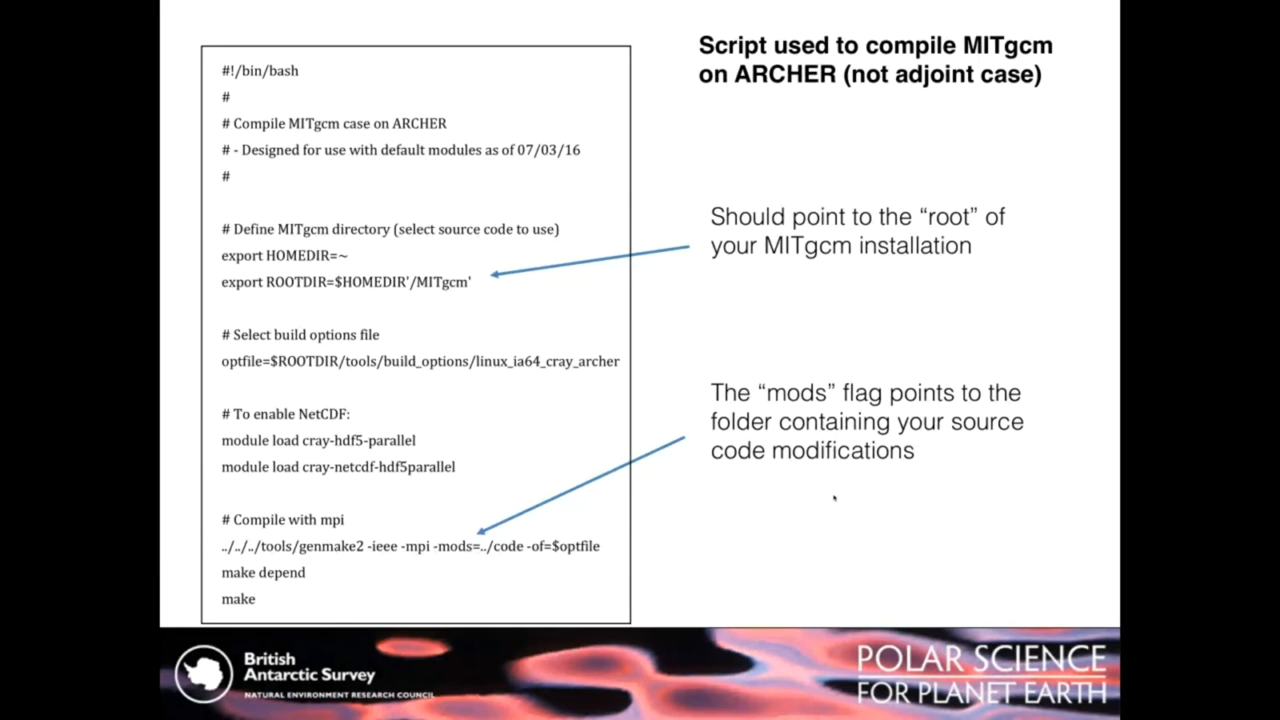 Script used to compile MITgcm
on ARCHER (not adjoint case)
#!/bin/bash
#
# Compile MITgcm case on ARCHER
# - Designed for use with default modules as of 07/03/16
#
# Define MITgcm directory (select source code to use)
export HOMEDIR=~
export ROOTDIR=$HOMEDIR'/MITgcm'
# Select build options file
optfile=$ROOTDIR/tools/build_options/linux_ia64_cray_archer
# To enable NetCDF:
module load cray-hdf5-parallel
module load cray-netcdf-hdf5parallel
# Compile with mpi
../../../tools/genmake2 -ieee -mpi -mods=../code -of=$optfile
make depend
make
Should point to the “root” of
your MITgcm installation
The “mods” flag points to the
folder containing your source
code modifications
British
Antarctic Survey
NATURAL ENVIRONMENT RESEARCH COUNCIL
POLAR SCIENCE
FOR PLANET EARTH